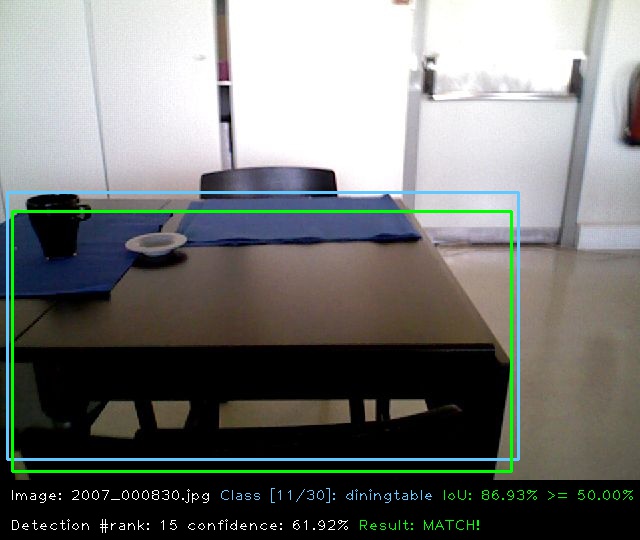 Image: 2007_000830.jpg Class [11/30]: diningtable IoU: 86.93% >= 50.00%
Detection #rank: 15 confidence: 61.92% Result: MATCH!